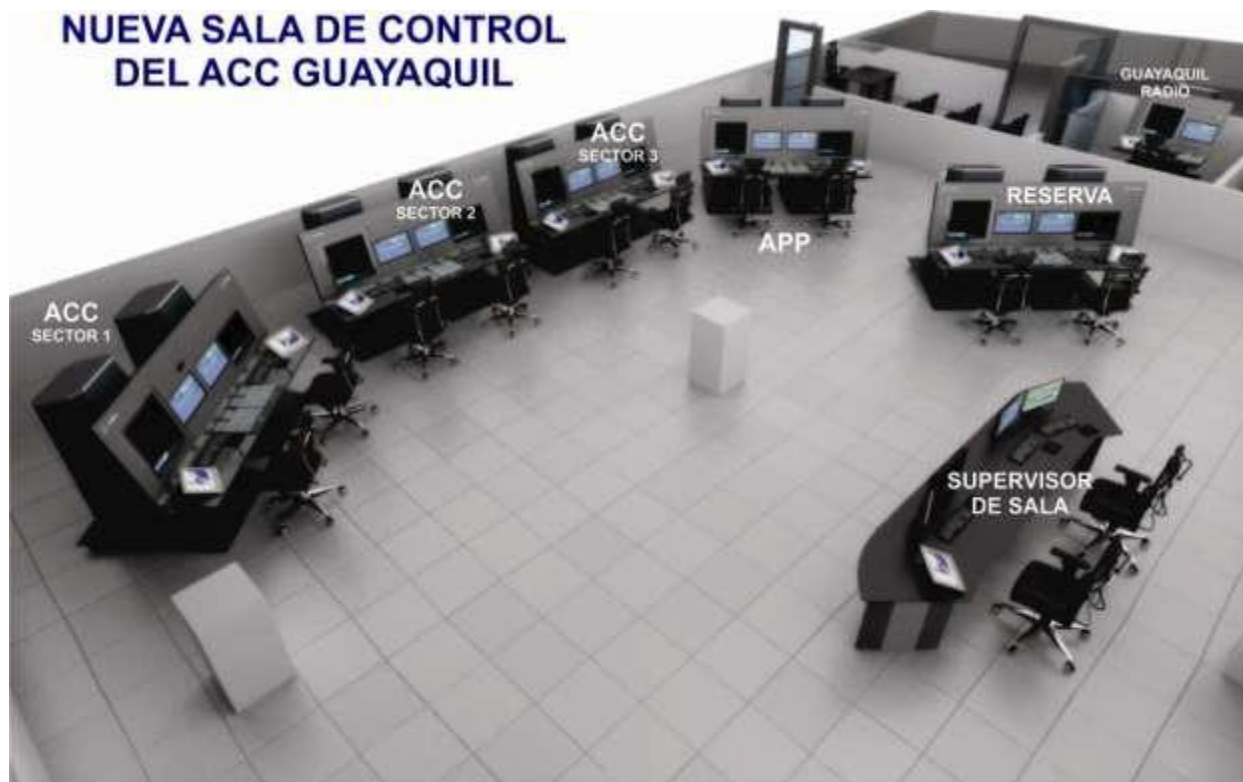 NUEVA SALA DE CONTROL
DEL ACC GUAYAQUIL
GUAYAQUIL
RADIO
ACC
SECTOR 3
ACC
SECTOR 2
RESERVA
APP
ACC
SECTOR 1
SUPERVISOR
DE SALA